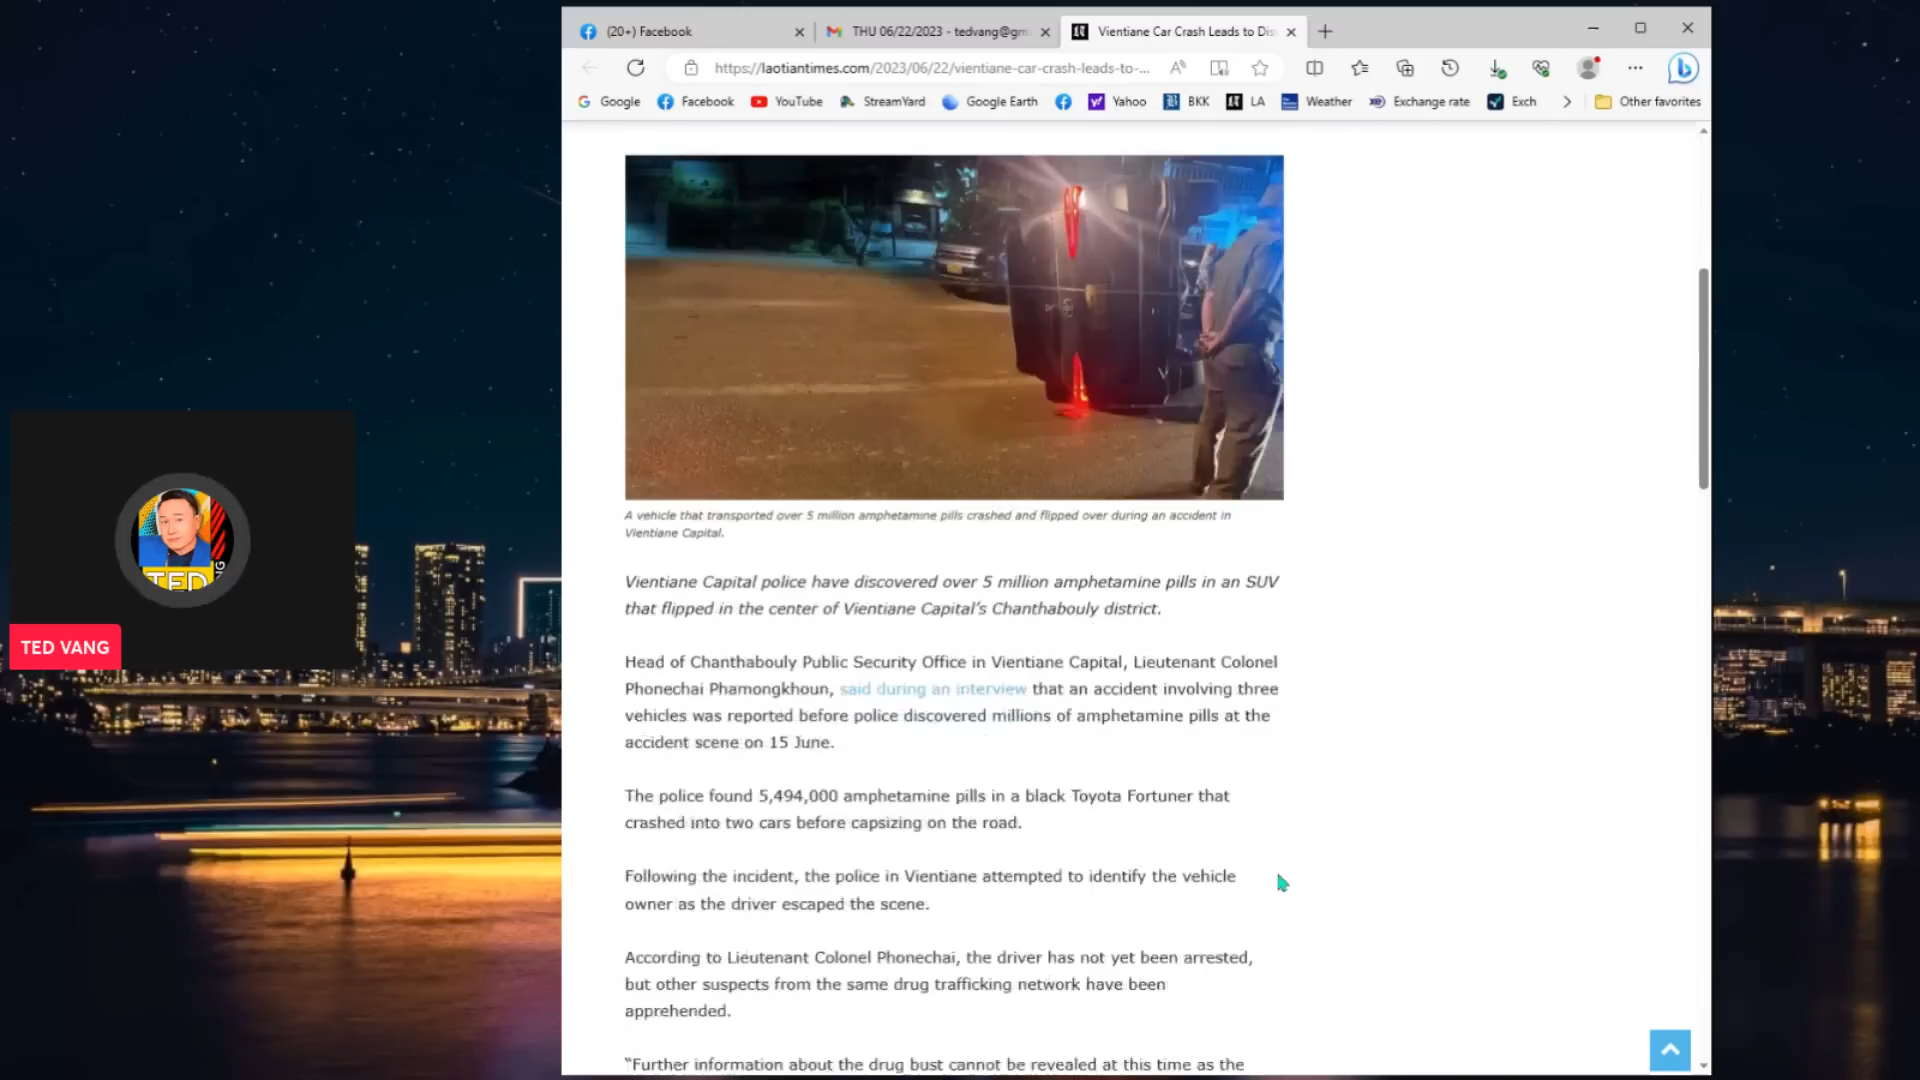 (20+) Facebook
THU 06/22/2023 - tedvang@gm
Vientiane Car Crash Leads to Dis
https://laotiantimes.com/2023/06/22/vientiane-car-crash-leads-to-...
Google Facebook YouTube StreamYard Google Earth Yahoo BKK LA Weather Exchange rate Exch Other favorites
A vehicle that transported over 5 million amphetamine pills crashed and flipped over during an accident in
Vientiane Capital.
Vientiane Capital police have discovered over 5 million amphetamine pills in an SUV
that flipped in the center of Vientiane Capital’s Chanthabouly district.
Head of Chanthabouly Public Security Office in Vientiane Capital, Lieutenant Colonel
Phonechai Phamongkhoun, said during an interview that an accident involving three
vehicles was reported before police discovered millions of amphetamine pills at the
accident scene on 15 June.
The police found 5,494,000 amphetamine pills in a black Toyota Fortuner that
crashed into two cars before capsizing on the road.
Following the incident, the police in Vientiane attempted to identify the vehicle
owner as the driver escaped the scene.
According to Lieutenant Colonel Phonechai, the driver has not yet been arrested,
but other suspects from the same drug trafficking network have been
apprehended.
“Further information about the drug bust cannot be revealed at this time as the
TED
TED VANG